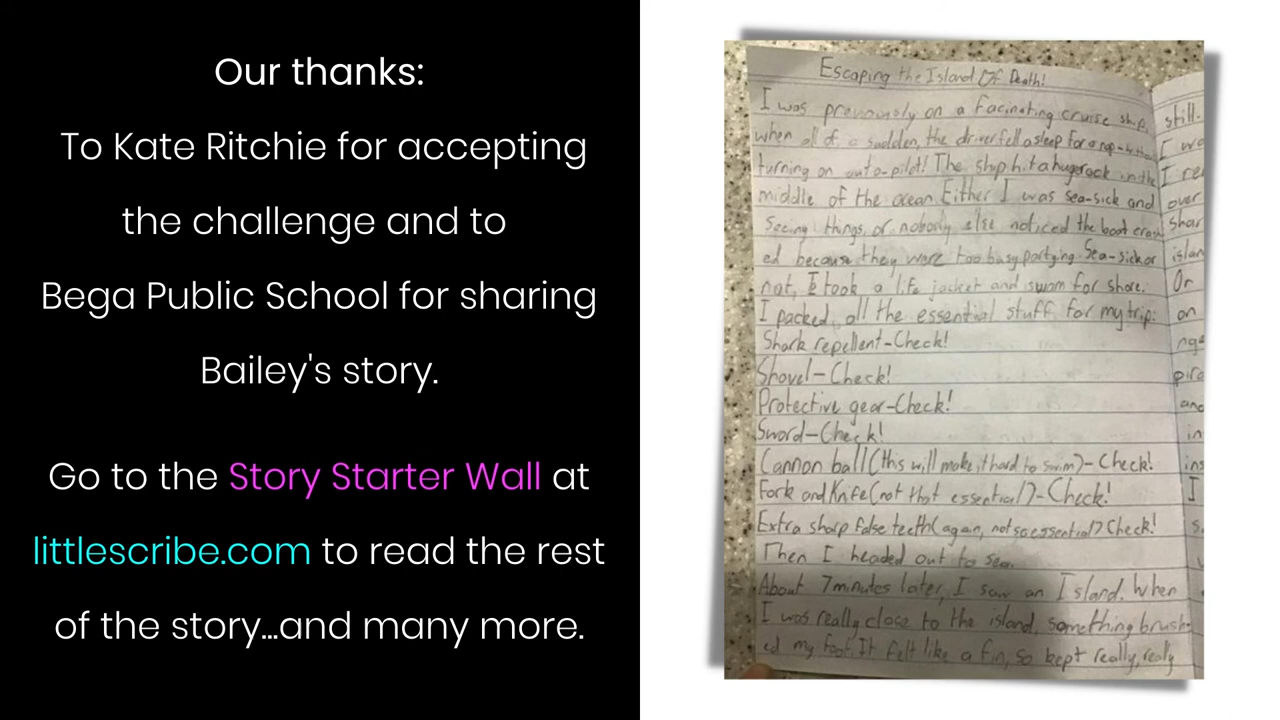 Our thanks:
To Kate Ritchie for accepting
the challenge and to
Bega Public School for sharing
Bailey's story.
Go to the Story Starter Wall at
littlescribe.com to read the rest
of the story...and many more.
Escaping the Island Of Death!
I was pravounoly on a facinating cruise ship,
when all of a sudden, the driver fell asleep for a nap-without
turning on auto-pilot! The ship hit a huge rock in the
middle of the ocean. Either I was sea-sick and
seeing things, or nobody else noticed the boat crash
ed because they were too busy partying. Sea-sick or
not, I took a life jacket and swam for shore.
I packed all the essential stuff for my trip:
Shark repellent-Check!
Shovel-Check!
Protective gear-Check!
Sword-Check!
Cannon ball (this will make it hard to swim)-Check!
Fork and Knife (not that essential)-Check!
Extra sharp false teeth (again, not so essential) Check!
Then I headed out to sea.
About 7 minutes later, I saw an Island. When
I was really close to the island, something brush-
ed my foot. It felt like a fin, so kept really, really
still.
I
over
on
and
in
I